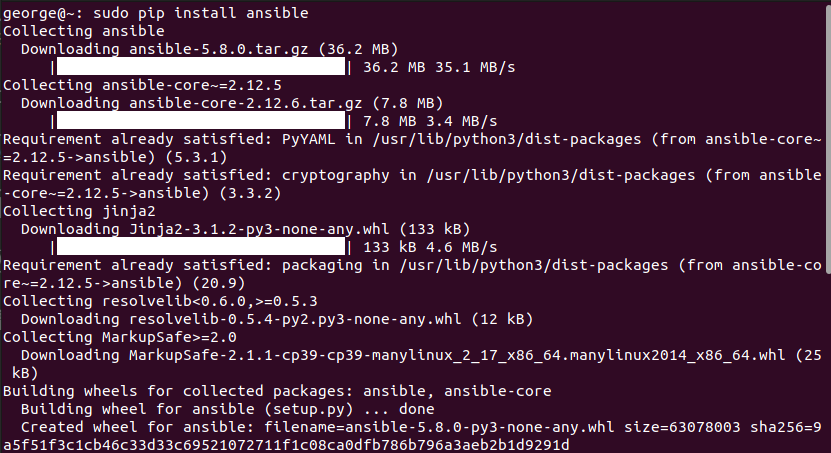 george@~: sudo pip install ansible
Collecting ansible
  Downloading ansible-5.8.0.tar.gz (36.2 MB)
     |                                | 36.2 MB 35.1 MB/s
Collecting ansible-core~=2.12.5
  Downloading ansible-core-2.12.6.tar.gz (7.8 MB)
     |                                | 7.8 MB 3.4 MB/s
Requirement already satisfied: PyYAML in /usr/lib/python3/dist-packages (from ansible-core~
=2.12.5->ansible) (5.3.1)
Requirement already satisfied: cryptography in /usr/lib/python3/dist-packages (from ansible
-core~=2.12.5->ansible) (3.3.2)
Collecting jinja2
  Downloading Jinja2-3.1.2-py3-none-any.whl (133 kB)
     |                                | 133 kB 4.6 MB/s
Requirement already satisfied: packaging in /usr/lib/python3/dist-packages (from ansible-co
re~=2.12.5->ansible) (20.9)
Collecting resolvelib<0.6.0,>=0.5.3
  Downloading resolvelib-0.5.4-py2.py3-none-any.whl (12 kB)
Collecting MarkupSafe>=2.0
  Downloading MarkupSafe-2.1.1-cp39-cp39-manylinux_2_17_x86_64.manylinux2014_x86_64.whl (25
 kB)
Building wheels for collected packages: ansible, ansible-core
  Building wheel for ansible (setup.py) ... done
  Created wheel for ansible: filename=ansible-5.8.0-py3-none-any.whl size=63078003 sha256=9
a5f51f3c1cb46c33d33c69521072711f1c08ca0dfb786b796a3aeb2b1d9291d